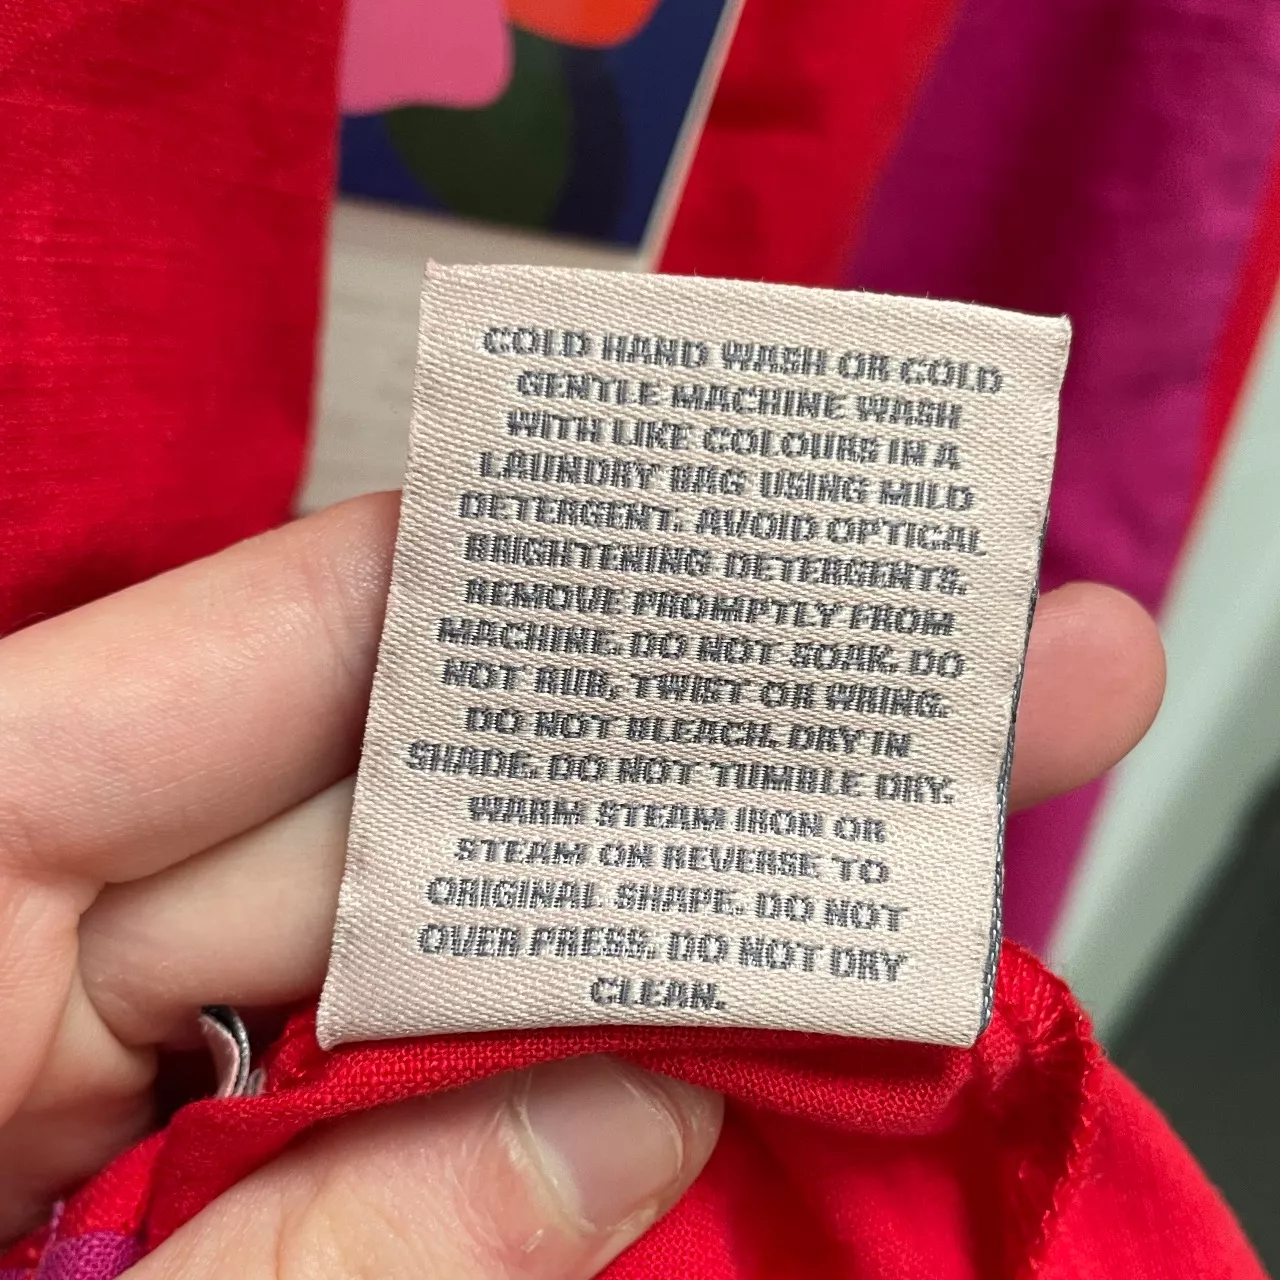 COLD HAND WASH OR COLD
GENTLE MACHINE WASH
WITH LIKE COLOURS IN A
LAUNDRY BAG USING MILD
DETERGENT. AVOID OPTICAL
BRIGHTENING DETERGENTS.
REMOVE PROMPTLY FROM
MACHINE. DO NOT SOAK. DO
NOT RUB, TWIST OR WRING.
DO NOT BLEACH. DRY IN
SHADE. DO NOT TUMBLE DRY.
WARM STEAM IRON OR
STEAM ON REVERSE TO
ORIGINAL SHAPE. DO NOT
OVER PRESS. DO NOT DRY
CLEAN.